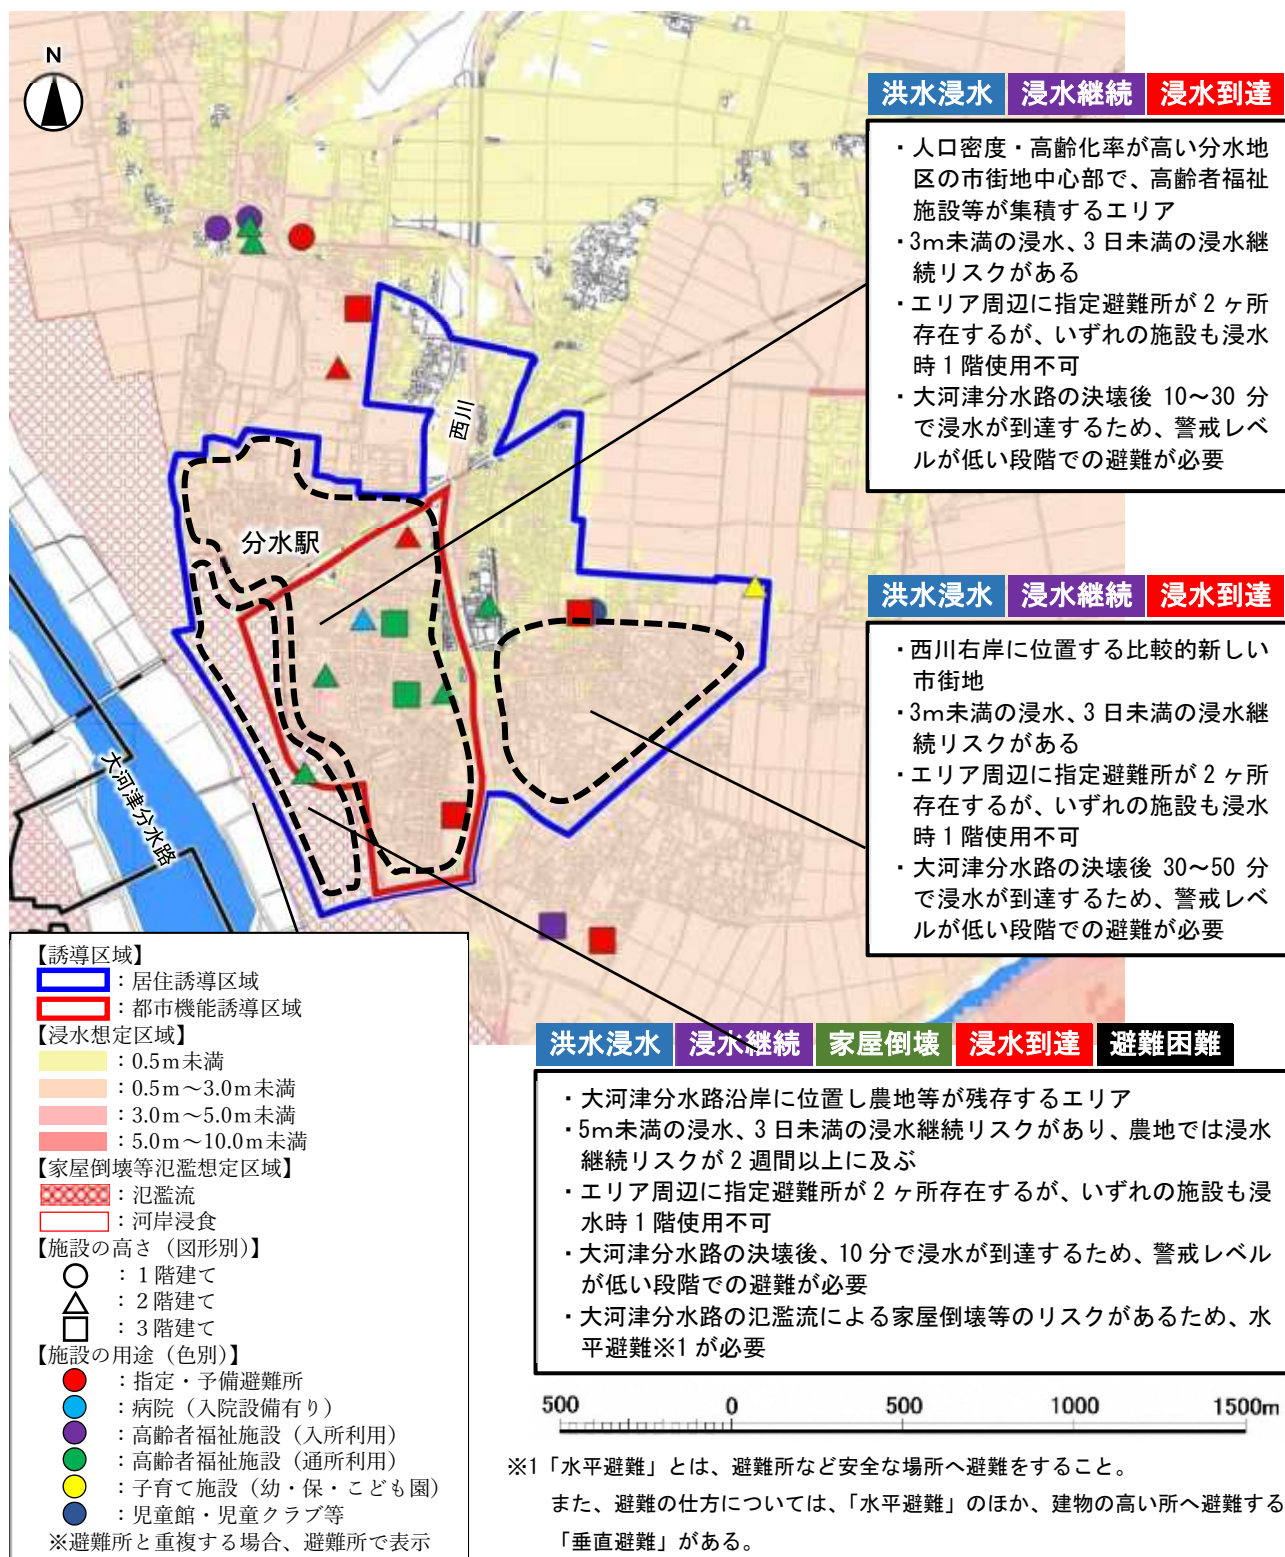 N
洪水浸水 浸水継続 浸水到達
・人口密度・高齢化率が高い分水地
区の市街地中心部で、高齢者福祉
施設等が集積するエリア
・3m未満の浸水、3日未満の浸水継
続リスクがある
・エリア周辺に指定避難所が2ヶ所
存在するが、いずれの施設も浸水
時1階使用不可
・大河津分水路の決壊後 10～30 分
で浸水が到達するため、警戒レベ
ルが低い段階での避難が必要
西川
分水駅
大河津分水路
洪水浸水 浸水継続 浸水到達
・西川右岸に位置する比較的新しい
市街地
・3m未満の浸水、3日未満の浸水継
続リスクがある
・エリア周辺に指定避難所が2ヶ所
存在するが、いずれの施設も浸水
時1階使用不可
・大河津分水路の決壊後 30～50 分
で浸水が到達するため、警戒レベ
ルが低い段階での避難が必要
【誘導区域】
：居住誘導区域
：都市機能誘導区域
【浸水想定区域】
：0.5m未満
：0.5m～3.0m未満
：3.0m～5.0m未満
：5.0m～10.0m未満
【家屋倒壊等氾濫想定区域】
：氾濫流
：河岸浸食
【施設の高さ（図形別）】
：１階建て
：２階建て
：３階建て
【施設の用途（色別）】
：指定・予備避難所
：病院（入院設備有り）
：高齢者福祉施設（入所利用）
：高齢者福祉施設（通所利用）
：子育て施設（幼・保・こども園）
：児童館・児童クラブ等
※避難所と重複する場合、避難所で表示
洪水浸水 浸水継続 家屋倒壊 浸水到達 避難困難
・大河津分水路沿岸に位置し農地等が残存するエリア
・5m未満の浸水、3日未満の浸水継続リスクがあり、農地では浸水
継続リスクが2週間以上に及ぶ
・エリア周辺に指定避難所が2ヶ所存在するが、いずれの施設も浸
水時1階使用不可
・大河津分水路の決壊後、10分で浸水が到達するため、警戒レベル
が低い段階での避難が必要
・大河津分水路の氾濫流による家屋倒壊等のリスクがあるため、水
平避難※1が必要
500 0 500 1000 1500m
※1「水平避難」とは、避難所など安全な場所へ避難をすること。
また、避難の仕方については、「水平避難」のほか、建物の高い所へ避難する
「垂直避難」がある。